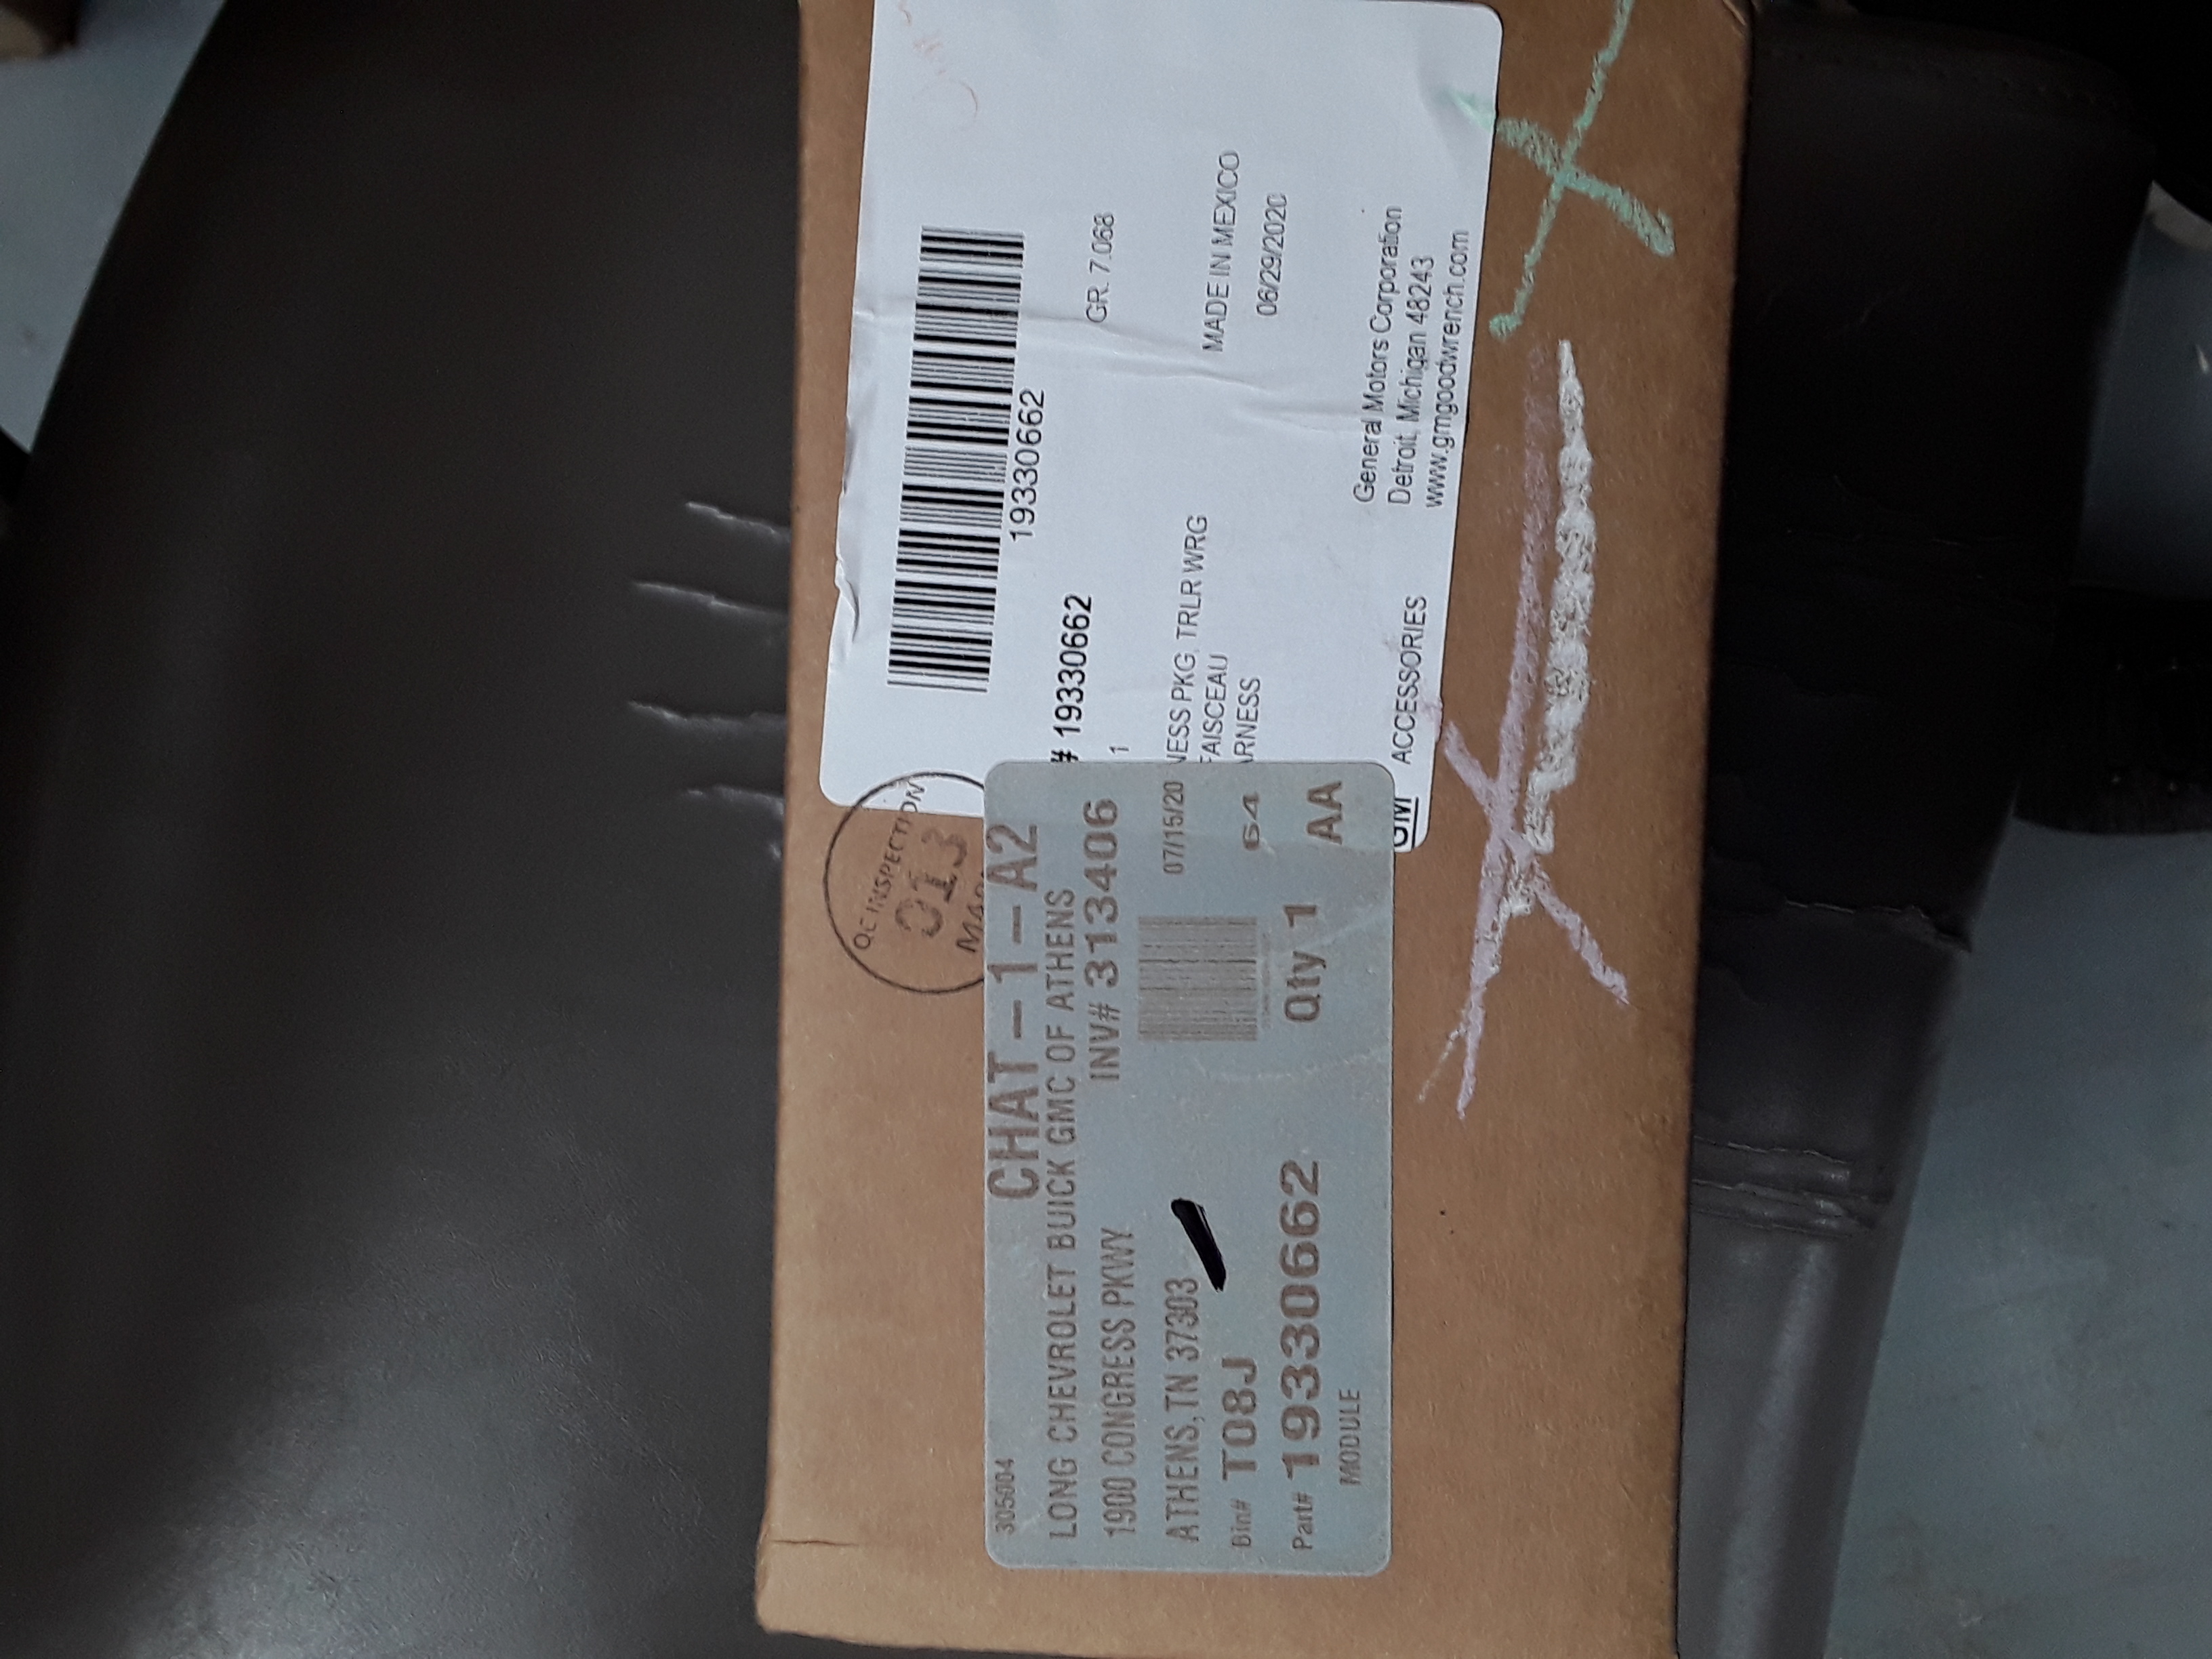 19330662
# 19330662
1
GR. 7.068
NESS PKG, TRLR WRG
FAISCEAU
ARNESS
MADE IN MEXICO
06/29/2020
GM ACCESSORIES
General Motors Corporation
Detroit, Michigan 48243
www.gmgoodwrench.com
QC INSPECTION
013
305004
CHAT-1-A2
LONG CHEVROLET BUICK GMC OF ATHENS
1900 CONGRESS PKWY
INV# 313406
ATHENS,TN 37303
07/15/20
Bin# T08J
64
Part# 19330662
Qty 1
AA
MODULE